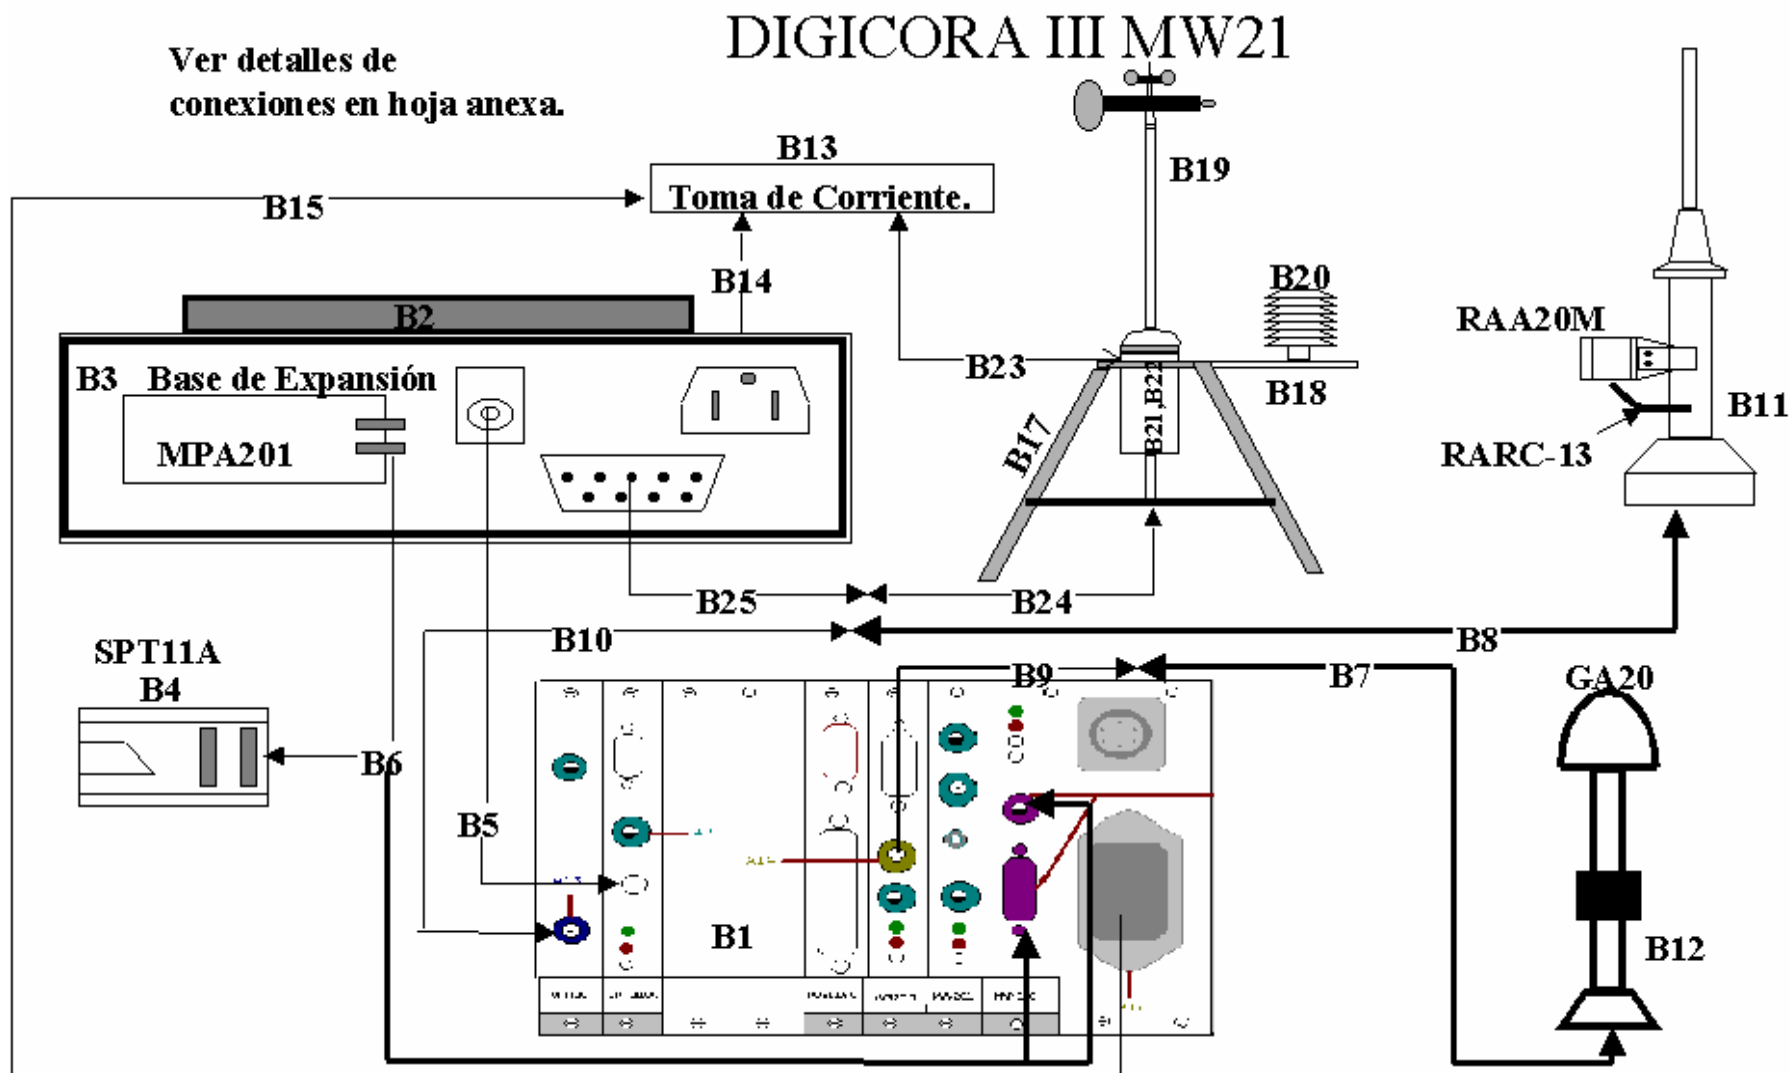 DIGICORA III MW21
Ver detalles de
conexiones en hoja anexa.
B13
Toma de Corriente.
B15
B19
B14
B20
B2
RAA20M
B3 Base de Expansión
B23
B18
B11
MPA201
B21,B22
B17
RARC-13
B25
B24
B10
B8
SPT11A
B4
B9
B7
GA20
B6
B5
B1
B12